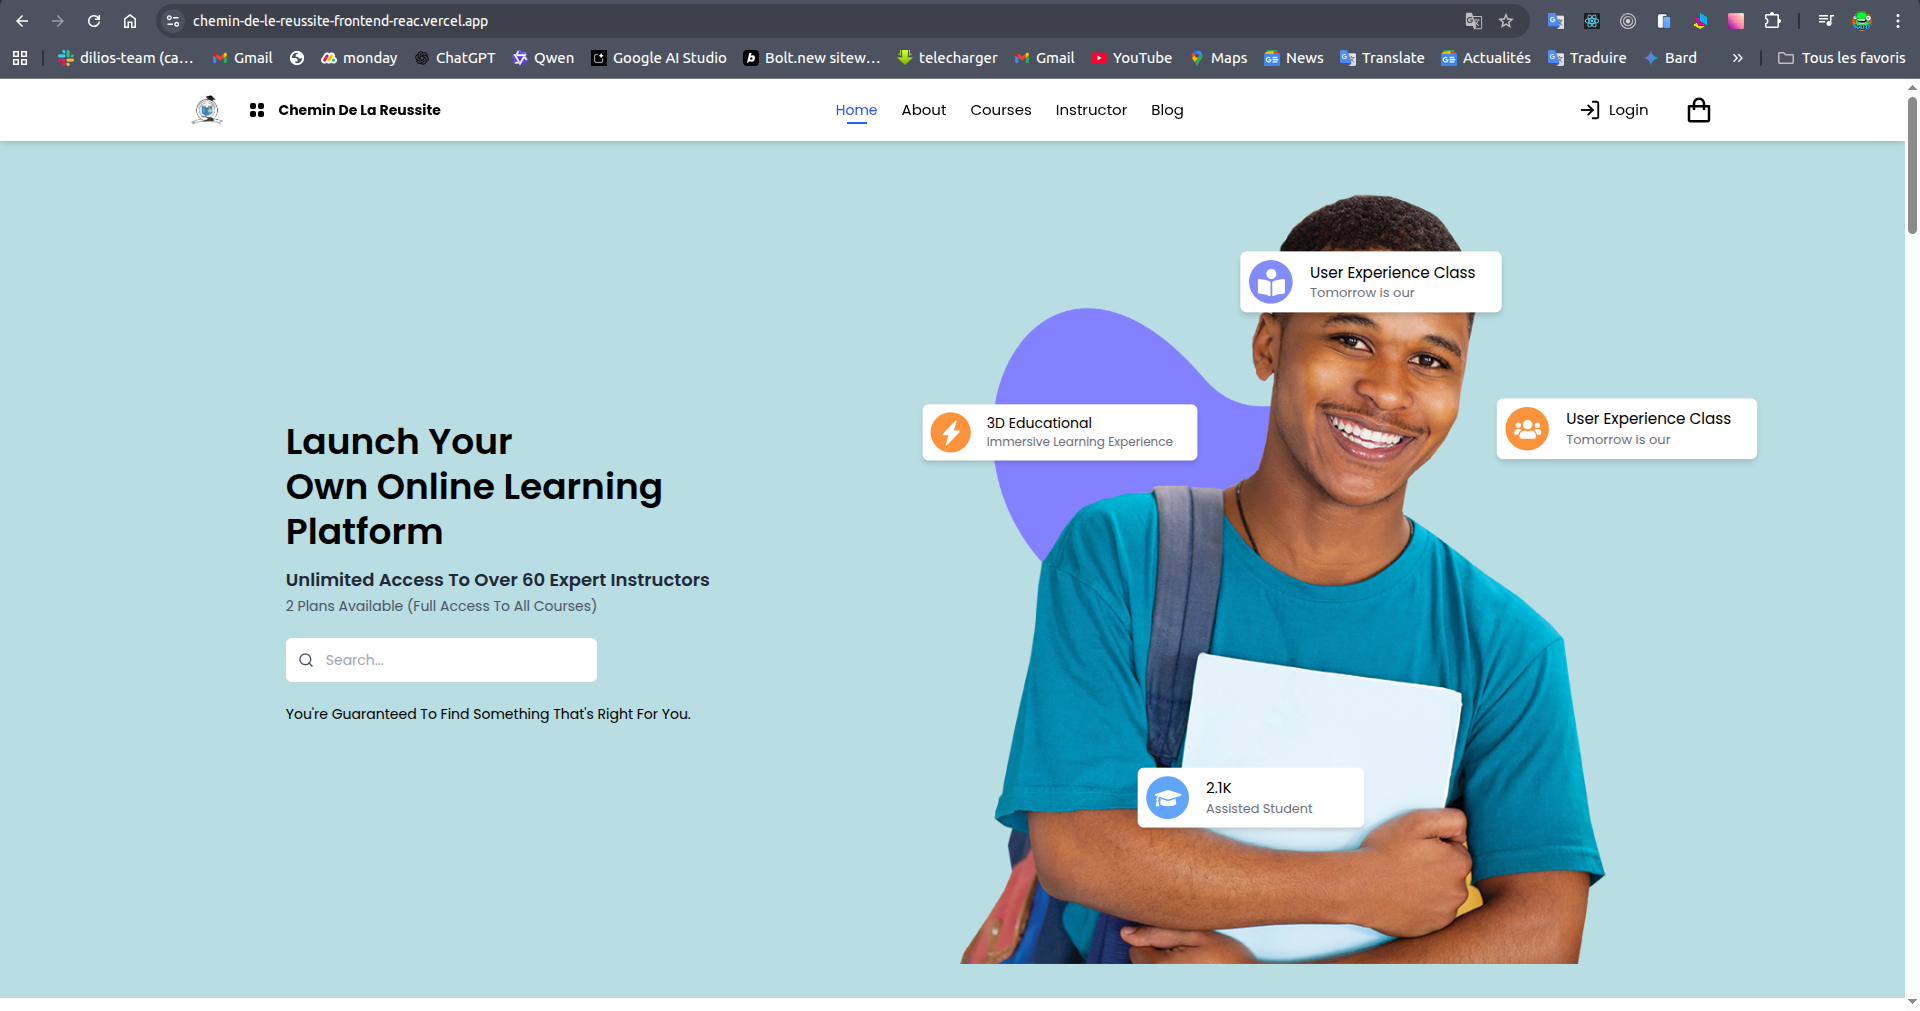 chemin-de-le-reussite-frontend-reac.vercel.app
dilios-team (ca... Gmail monday ChatGPT Qwen Google AI Studio Bolt.new sitew... telecharger Gmail YouTube Maps News Translate Actualités Traduire Bard » Tous les favoris
Chemin De La Reussite Home About Courses Instructor Blog Login
User Experience Class
Tomorrow is our
3D Educational
Immersive Learning Experience
User Experience Class
Tomorrow is our
Launch Your
Own Online Learning
Platform
Unlimited Access To Over 60 Expert Instructors
2 Plans Available (Full Access To All Courses)
Search...
You're Guaranteed To Find Something That's Right For You.
2.1K
Assisted Student